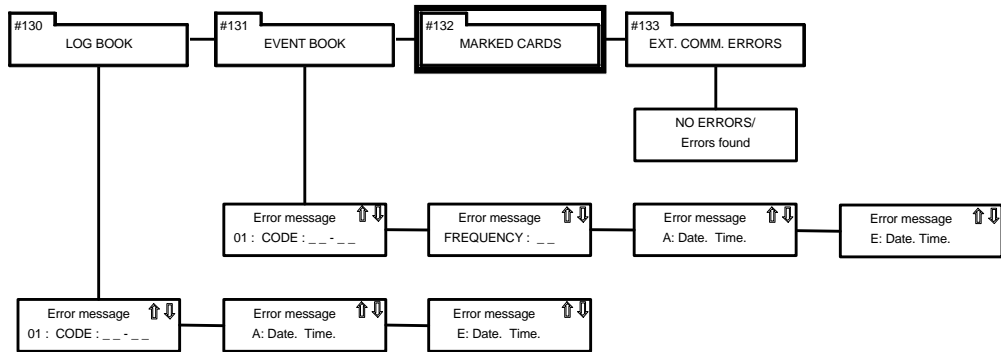 #130
LOG BOOK
#131
EVENT BOOK
#132
MARKED CARDS
#133
EXT. COMM. ERRORS
NO ERRORS/
Errors found
Error message
01 : CODE : _ _ - _ _
Error message
FREQUENCY : _ _
Error message
A: Date. Time.
Error message
E: Date. Time.
Error message
01 : CODE : _ _ - _ _
Error message
A: Date. Time.
Error message
E: Date. Time.